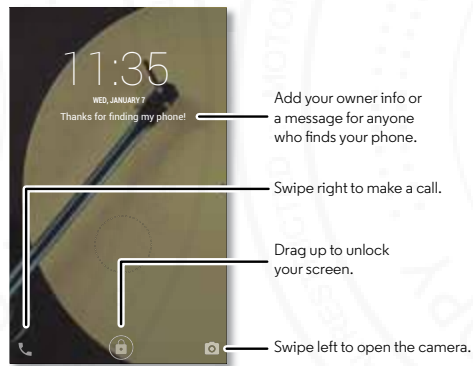 11:35
WED, JANUARY 7
Thanks for finding my phone!
Add your owner info or
a message for anyone
who finds your phone.
Swipe right to make a call.
Drag up to unlock
your screen.
Swipe left to open the camera.